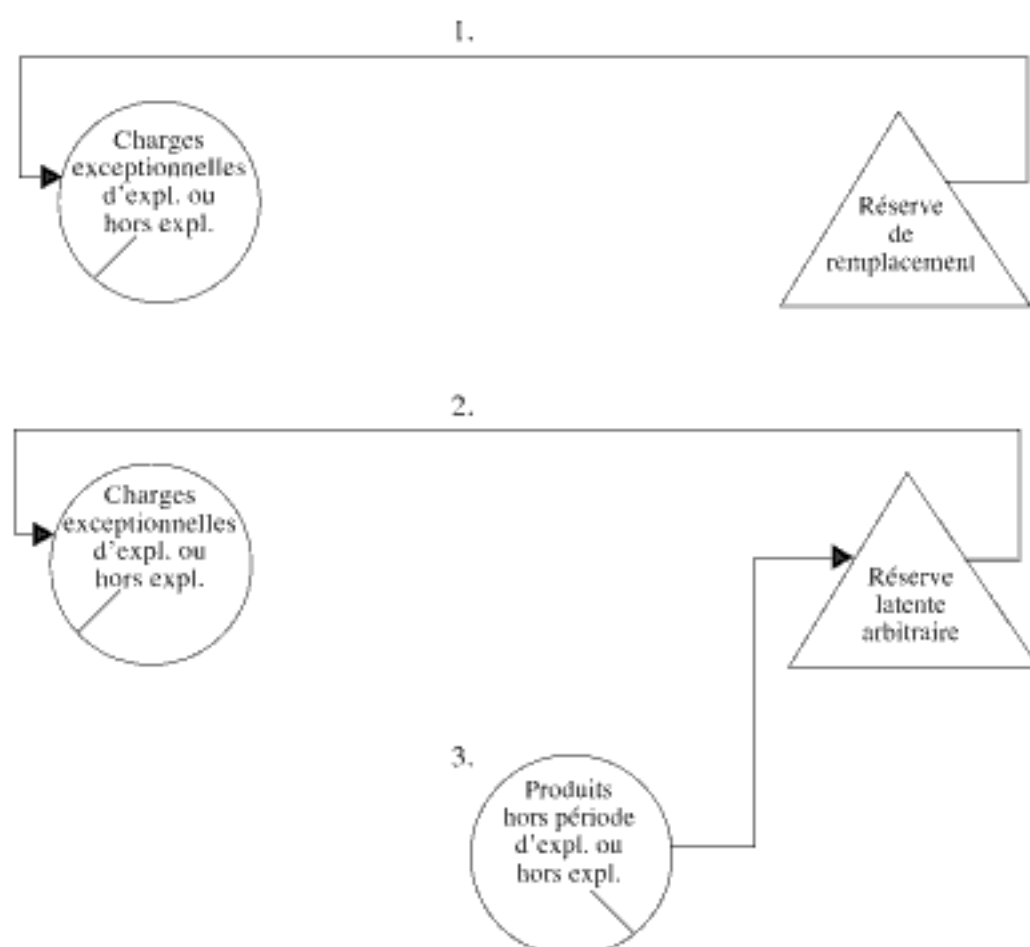 1.
Charges
exceptionnelles
d'expl. ou
hors expl.
Réserve
de
remplacement
2.
Charges
exceptionnelles
d'expl. ou
hors expl.
Réserve
latente
arbitraire
3.
Produits
hors période
d'expl. ou
hors expl.